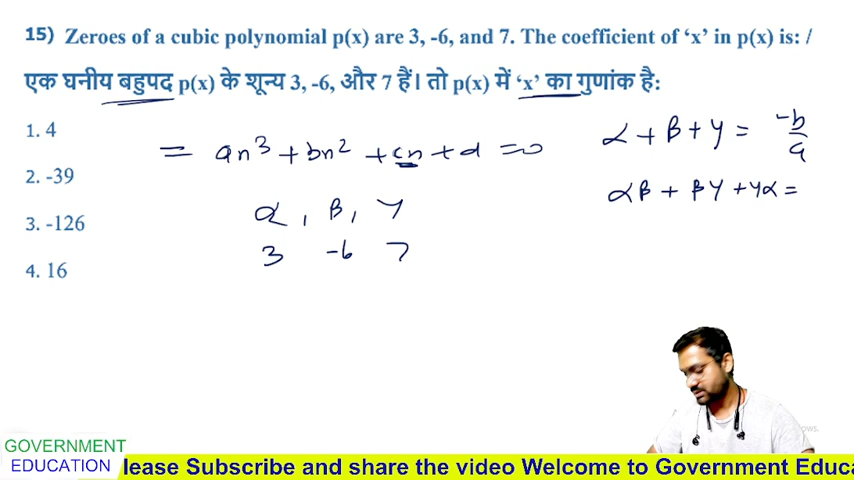 15) Zeroes of a cubic polynomial p(x) are 3, -6, and 7. The coefficient of ‘x’ in p(x) is: /
एक घनीय बहुपद p(x) के शून्य 3, -6, और 7 हैं। तो p(x) में ‘x’ का गुणांक है:
1. 4
2. -39
3. -126
4. 16
= an³ + bn² + cn + d = 0
α, β, γ
3 -6 7
α + β + γ = -b/a
αβ + βγ + γα =
GOVERNMENT
EDUCATION
lease Subscribe and share the video Welcome to Government Educa